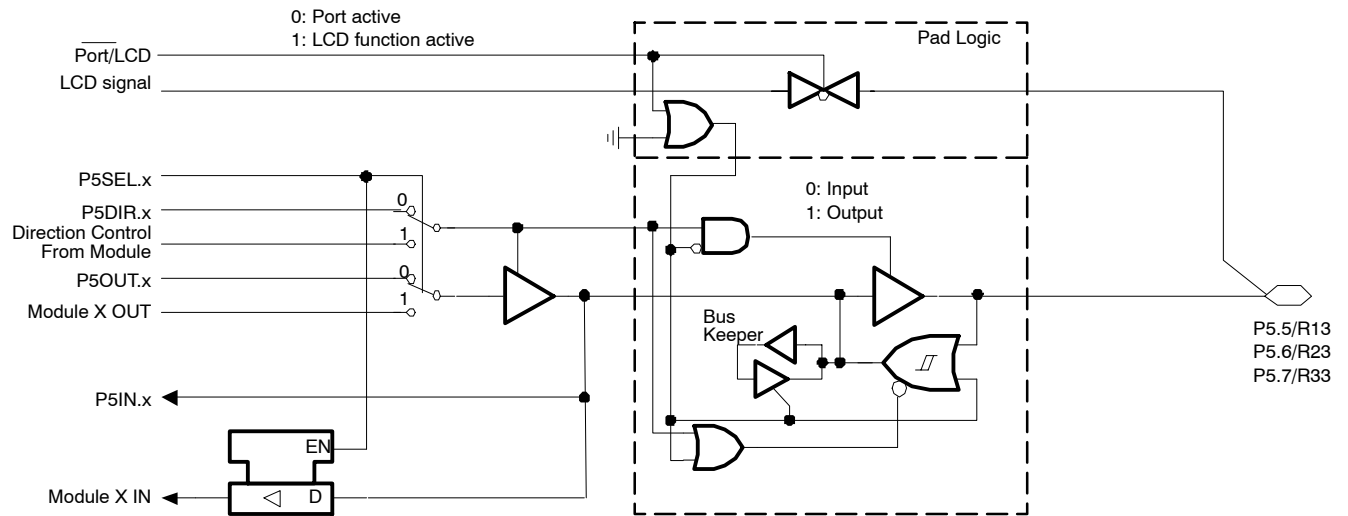 0: Port active
1: LCD function active
Port/LCD
LCD signal
Pad Logic
P5SEL.x
0
P5DIR.x
Direction Control
From Module
1
P5OUT.x
0
Module X OUT
1
0: Input
1: Output
Bus
Keeper
P5.5/R13
P5.6/R23
P5.7/R33
P5IN.x
EN
Module X IN
D